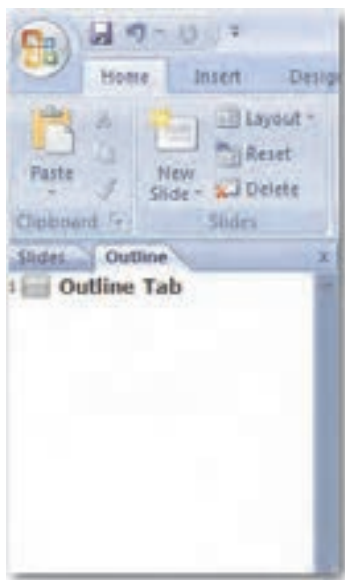 Home Insert Design
Paste
New Slide
Layout
Reset
Delete
Clipboard Slides
Slides Outline x
1 Outline Tab